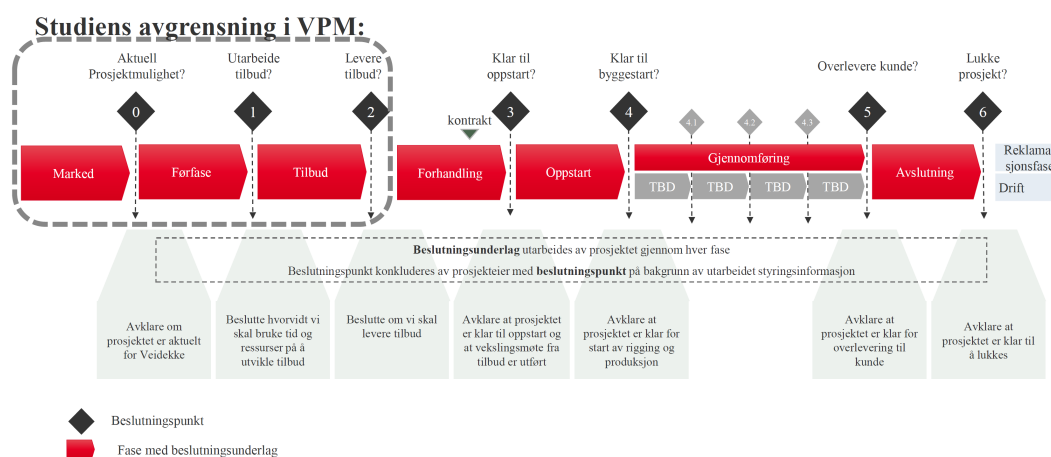 Studiens avgrensning i VPM:
Aktuell
Prosjektmulighet?
Utarbeide
tilbud?
Levere
tilbud?
Klar til
oppstart?
Klar til
byggestart?
Overlevere kunde?
Lukke
prosjekt?
0
1
2
kontrakt
3
4
4.1
4.2
4.3
5
6
Marked
Førfase
Tilbud
Forhandling
Oppstart
Gjennomføring
TBD
TBD
TBD
TBD
Avslutning
Reklama
sjonsfase
Drift
Beslutningsunderlag utarbeides av prosjektet gjennom hver fase
Beslutningspunkt konkluderes av prosjekteier med beslutningspunkt på bakgrunn av utarbeidet styringsinformasjon
Avklare om
prosjektet er aktuelt
for Veidekke
Beslutte hvorvidt vi
skal bruke tid og
ressurser på å
utvikle tilbud
Beslutte om vi skal
levere tilbud
Avklare at prosjektet
er klar til oppstart og
at vekslingsmøte fra
tilbud er utført
Avklare at
prosjektet er klar for
start av rigging og
produksjon
Avklare at
prosjektet er klar for
overlevering til
kunde
Avklare at
prosjektet er klar til
å lukkes
Beslutningspunkt
Fase med beslutningsunderlag